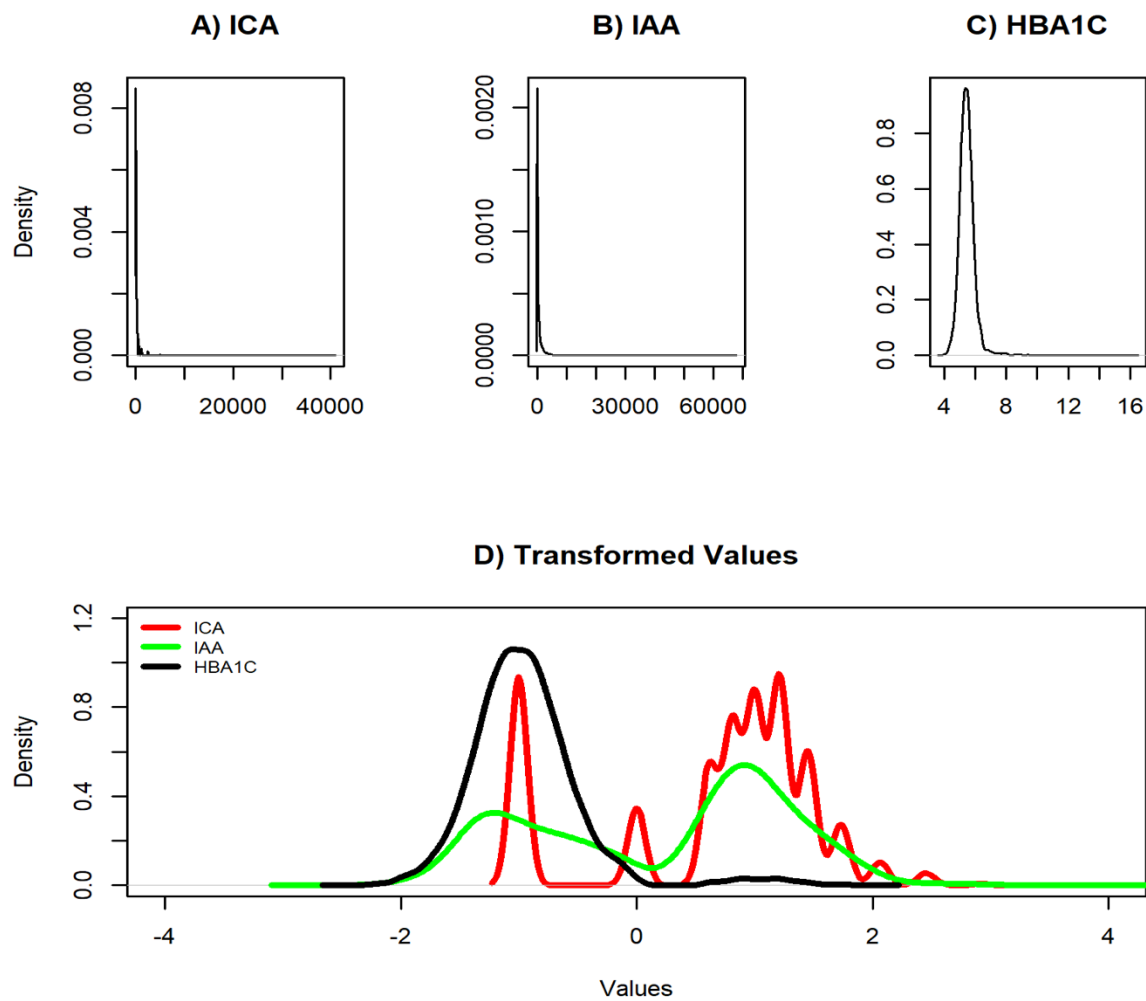 A) ICA
B) IAA
C) HBA1C
Density
0.000
0.004
0.008
0 20000 40000
0.0000
0.0010
0.0020
0 30000 60000
0.0
0.2
0.4
0.6
0.8
4 6 8 12 16
D) Transformed Values
Density
0.0
0.4
0.8
1.2
ICA
IAA
HBA1C
-4 -2 0 2 4
Values